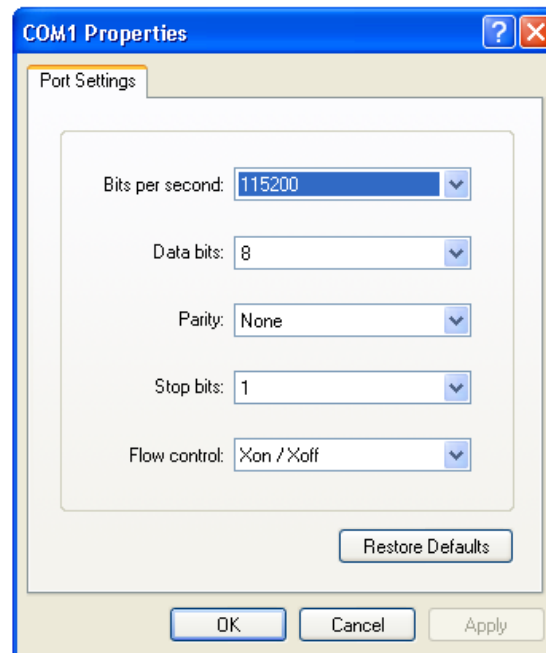 COM1 Properties
Port Settings
Bits per second: 115200
Data bits: 8
Parity: None
Stop bits: 1
Flow control: Xon / Xoff
Restore Defaults
OK Cancel Apply